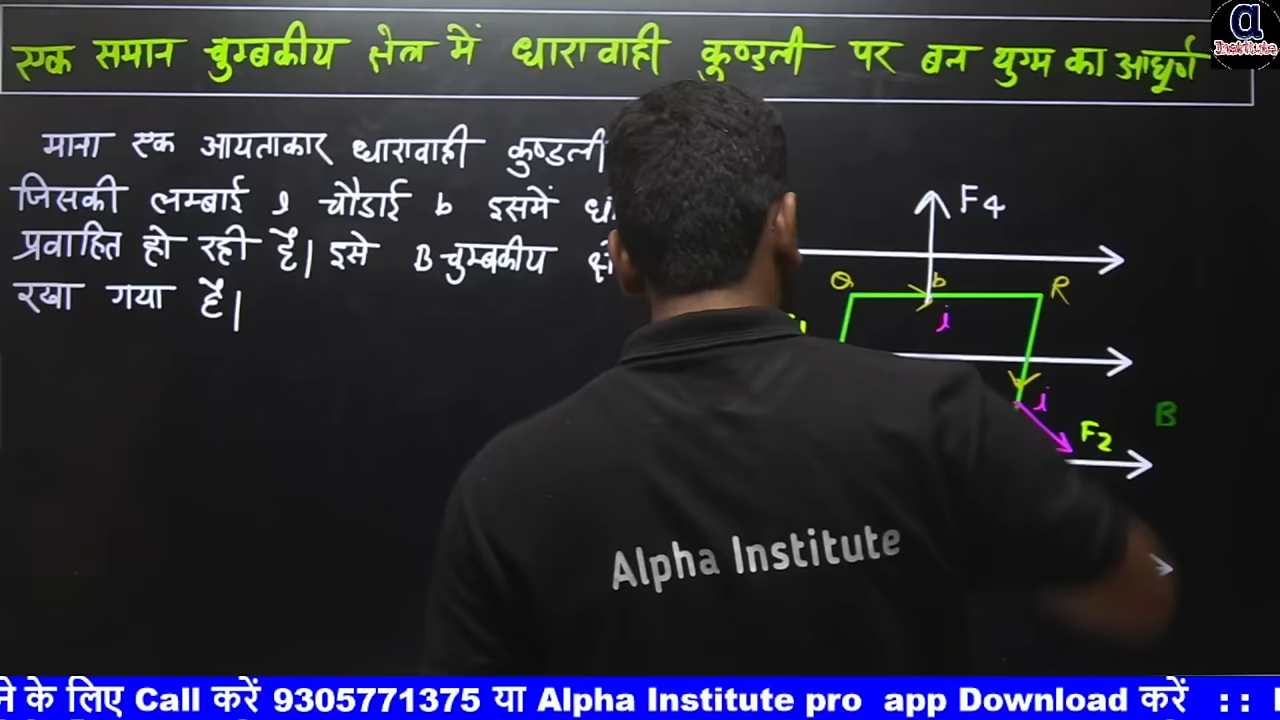 एक समान चुम्बकीय क्षेत्र में धारावाही कुण्डली पर बल युग्म का आघूर्ण
α
Institute
माना एक आयताकार धारावाही कुण्डली
जिसकी लम्बाई l चौडाई b इसमें
प्रवाहित हो रही है। इसे B चुम्बकीय
रखा गया है।
F4
Q b R
i
i
B
F2
Alpha Institute
के लिए Call करें 9305771375 या Alpha Institute pro app Download करें ::